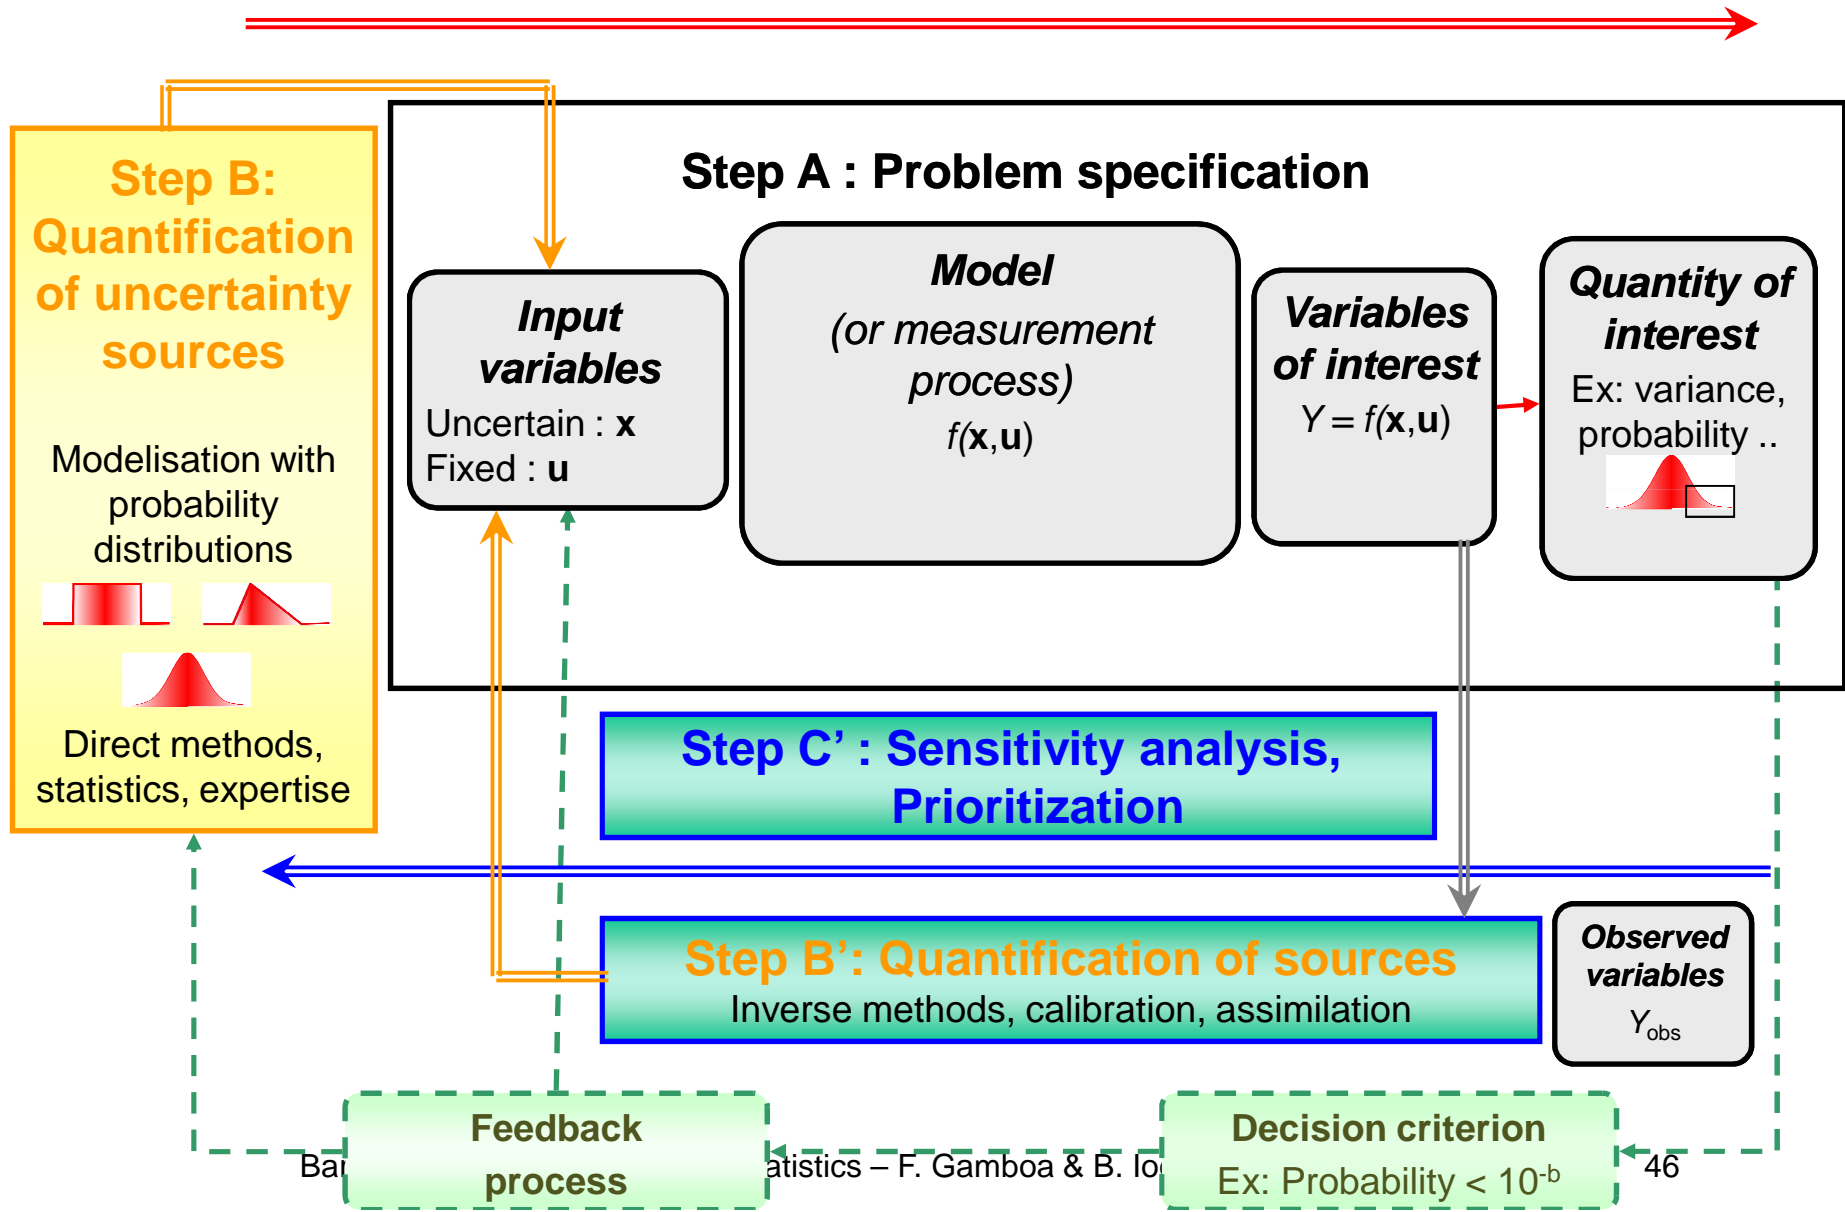 Step A : Problem specification
Step B:
Quantification
of uncertainty
sources
Modelisation with
probability
distributions
Direct methods,
statistics, expertise
Input
variables
Uncertain : x
Fixed : u
Model
(or measurement
process)
f(x,u)
Variables
of interest
Y = f(x,u)
Quantity of
interest
Ex: variance,
probability ..
Step C’ : Sensitivity analysis,
Prioritization
Step B’: Quantification of sources
Inverse methods, calibration, assimilation
Observed
variables
Yobs
Feedback
process
Decision criterion
Ex: Probability < 10-b
– F. Gamboa & B. 46